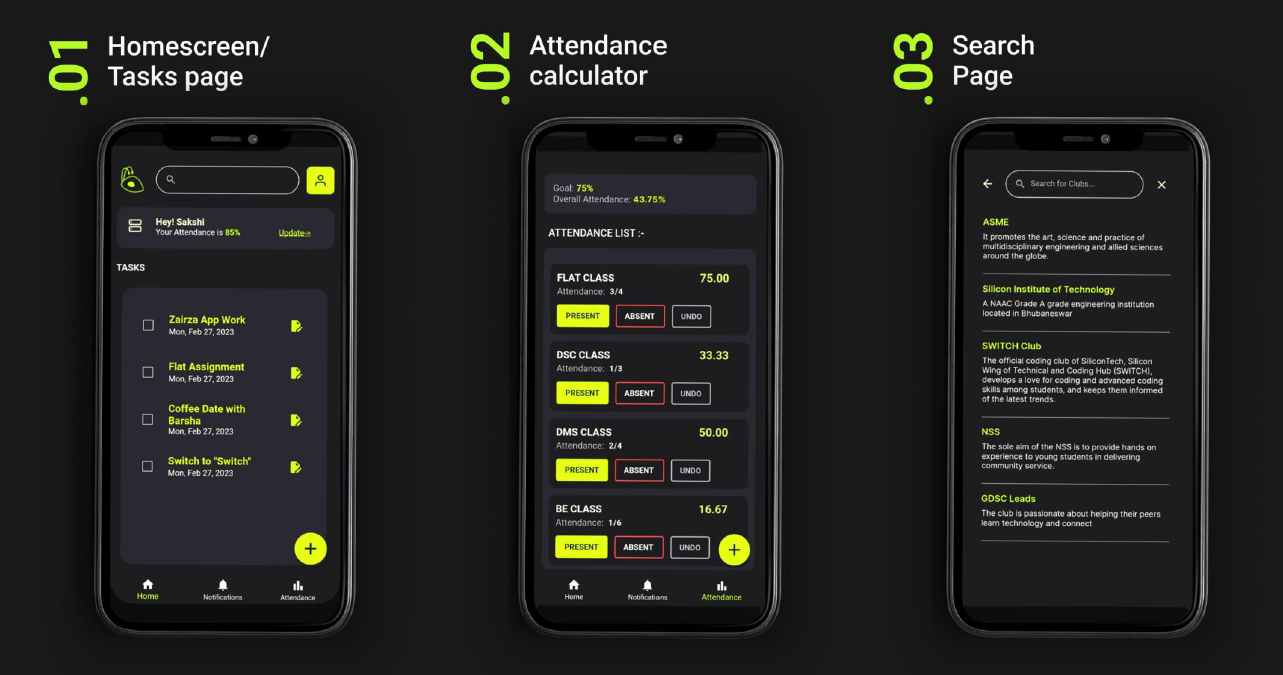 .01
Homescreen/
Tasks page
Hey! Sakshi
Your Attendance is 85%
Update->
TASKS
Zairza App Work
Mon, Feb 27, 2023
Flat Assignment
Mon, Feb 27, 2023
Coffee Date with
Barsha
Mon, Feb 27, 2023
Switch to "Switch"
Mon, Feb 27, 2023
+
Home
Notifications
Attendance
.02
Attendance
calculator
Goal: 75%
Overall Attendance: 43.75%
ATTENDANCE LIST :-
FLAT CLASS 75.00
Attendance: 3/4
PRESENT ABSENT UNDO
DSC CLASS 33.33
Attendance: 1/3
PRESENT ABSENT UNDO
DMS CLASS 50.00
Attendance: 2/4
PRESENT ABSENT UNDO
BE CLASS 16.67
Attendance: 1/6
PRESENT ABSENT UNDO
+
Home
Notifications
Attendance
.03
Search
Page
Search for Clubs...
ASME
It promotes the art, science and practice of
multidisciplinary engineering and allied sciences
around the globe.
Silicon Institute of Technology
A NAAC Grade A grade engineering institution
located in Bhubaneswar
SWITCH Club
The official coding club of SiliconTech, Silicon
Wing of Technical and Coding Hub (SWITCH),
develops a love for coding and advanced coding
skills among students, and keeps them informed
of the latest trends.
NSS
The sole aim of the NSS is to provide hands on
experience to young students in delivering
community service.
GDSC Leads
The club is passionate about helping their peers
learn technology and connect